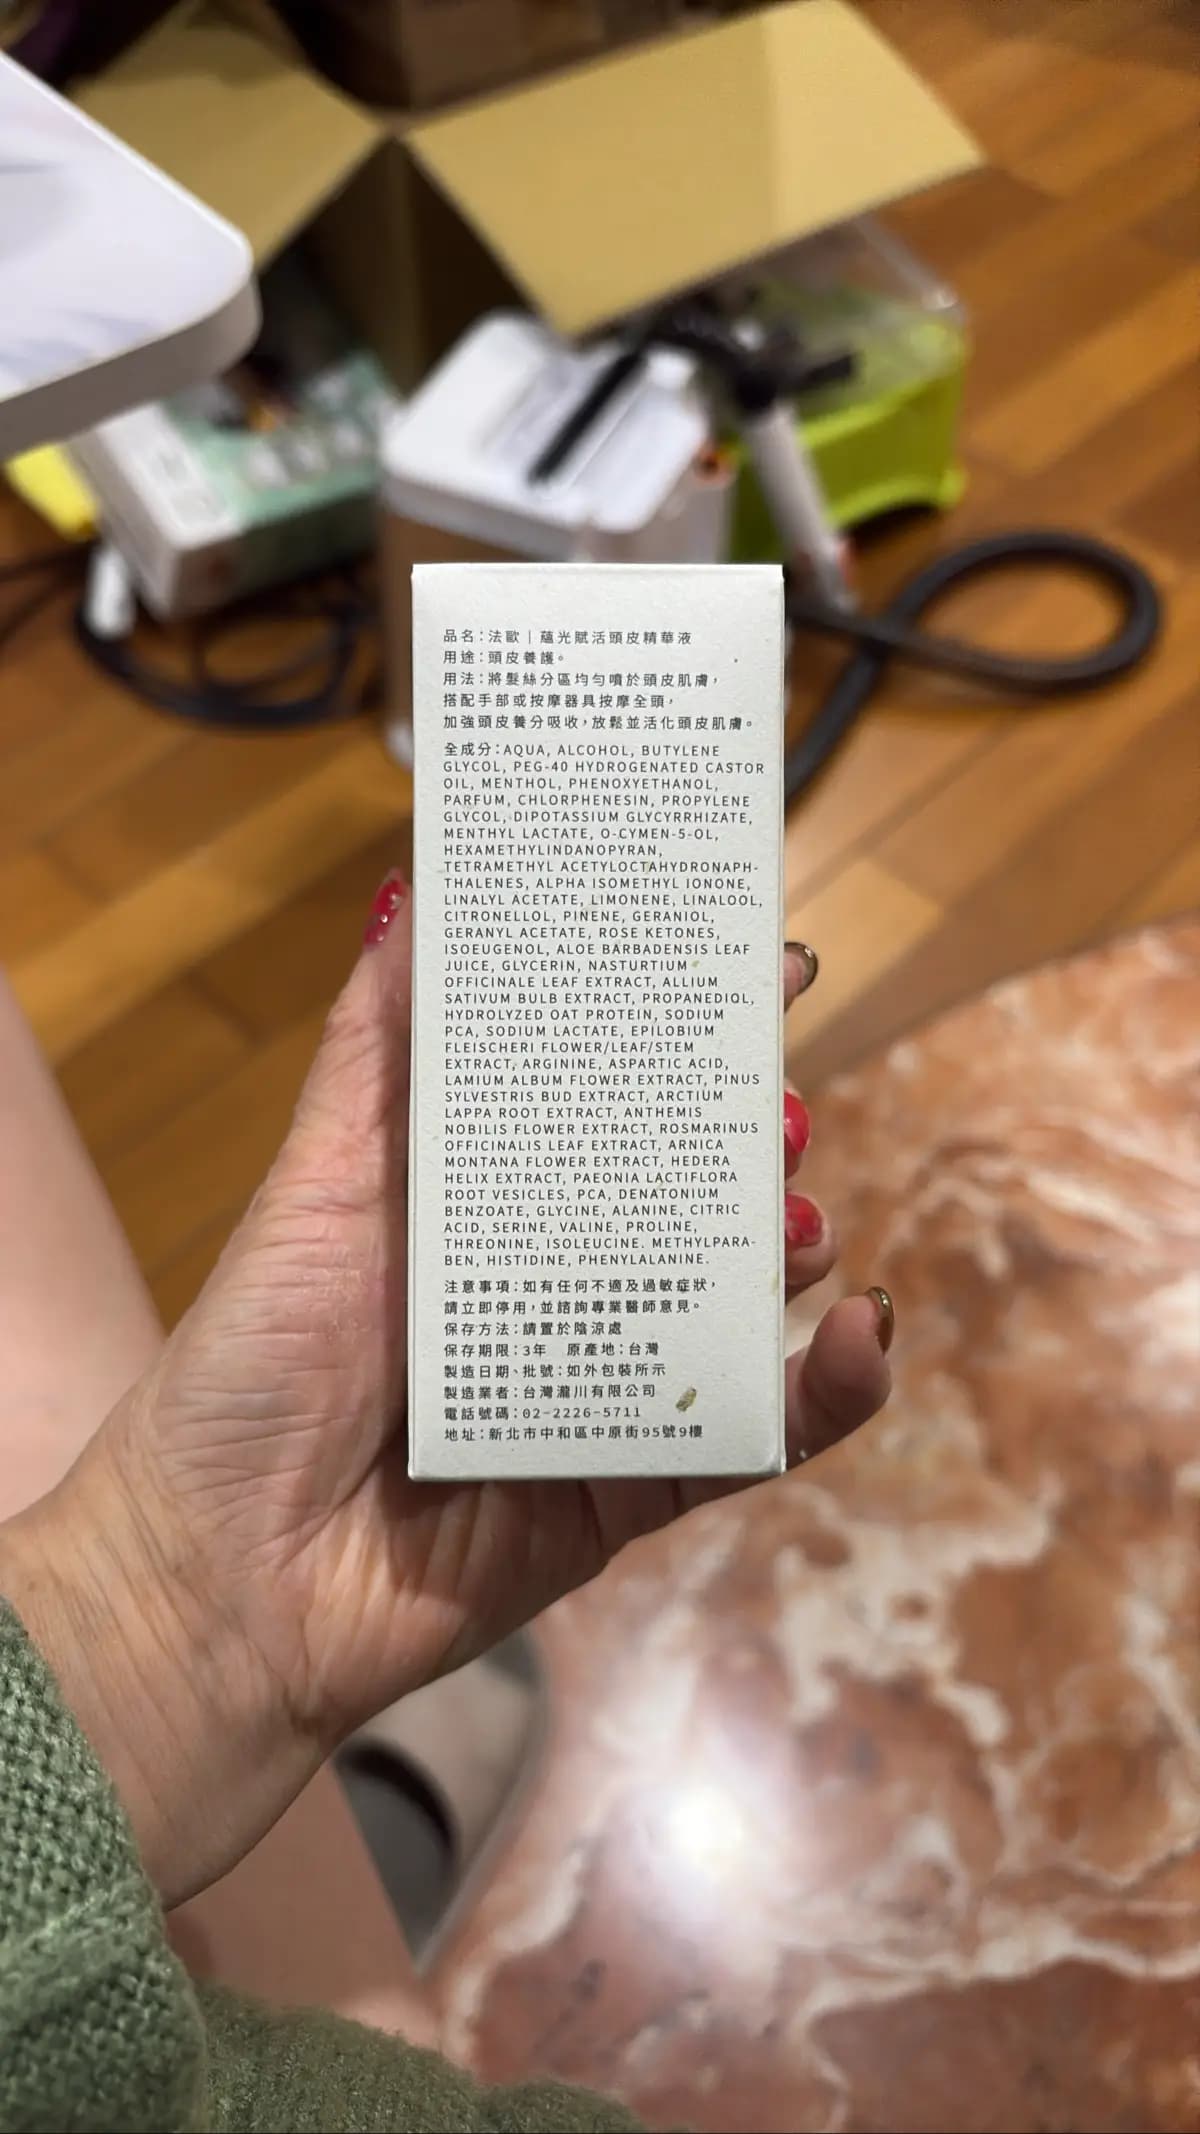 品名：法歐｜蘊光賦活頭皮精華液
用途：頭皮養護。
用法：將髮絲分區均勻噴於頭皮肌膚，
搭配手部或按摩器具按摩全頭，
加強頭皮養分吸收，放鬆並活化頭皮肌膚。
全成分：AQUA, ALCOHOL, BUTYLENE
GLYCOL, PEG-40 HYDROGENATED CASTOR
OIL, MENTHOL, PHENOXYETHANOL,
PARFUM, CHLORPHENESIN, PROPYLENE
GLYCOL, DIPOTASSIUM GLYCYRRHIZATE,
MENTHYL LACTATE, O-CYMEN-5-OL,
HEXAMETHYLINDANOPYRAN,
TETRAMETHYL ACETYLOCTAHYDRONAPH-
THALENES, ALPHA ISOMETHYL IONONE,
LINALYL ACETATE, LIMONENE, LINALOOL,
CITRONELLOL, PINENE, GERANIOL,
GERANYL ACETATE, ROSE KETONES,
ISOEUGENOL, ALOE BARBADENSIS LEAF
JUICE, GLYCERIN, NASTURTIUM
OFFICINALE LEAF EXTRACT, ALLIUM
SATIVUM BULB EXTRACT, PROPANEDIOL,
HYDROLYZED OAT PROTEIN, SODIUM
PCA, SODIUM LACTATE, EPILOBIUM
FLEISCHERI FLOWER/LEAF/STEM
EXTRACT, ARGININE, ASPARTIC ACID,
LAMIUM ALBUM FLOWER EXTRACT, PINUS
SYLVESTRIS BUD EXTRACT, ARCTIUM
LAPPA ROOT EXTRACT, ANTHEMIS
NOBILIS FLOWER EXTRACT, ROSMARINUS
OFFICINALIS LEAF EXTRACT, ARNICA
MONTANA FLOWER EXTRACT, HEDERA
HELIX EXTRACT, PAEONIA LACTIFLORA
ROOT VESICLES, PCA, DENATONIUM
BENZOATE, GLYCINE, ALANINE, CITRIC
ACID, SERINE, VALINE, PROLINE,
THREONINE, ISOLEUCINE. METHYLPARA-
BEN, HISTIDINE, PHENYLALANINE.
注意事項：如有任何不適及過敏症狀，
請立即停用，並諮詢專業醫師意見。
保存方法：請置於陰涼處
保存期限：3年　原產地：台灣
製造日期、批號：如外包裝所示
製造業者：台灣瀧川有限公司
電話號碼：02-2226-5711
地址：新北市中和區中原街95號9樓